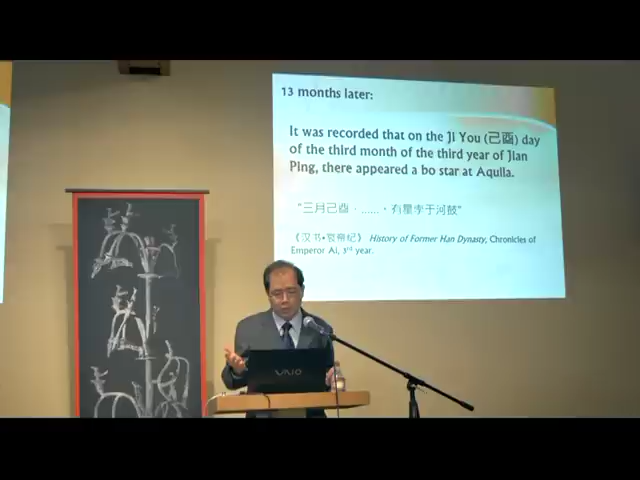 13 months later:
It was recorded that on the Ji You (己酉) day
of the third month of the third year of Jian
Ping, there appeared a bo star at Aquila.
“三月己酉，……，有星孛于河鼓”
《汉书•哀帝纪》 History of Former Han Dynasty, Chronicles of
Emperor Ai, 3rd year.
VAIO